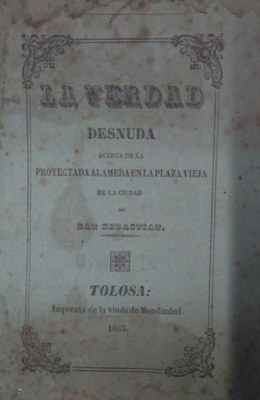 LA VERDAD
DESNUDA
ACERCA DE LA
PROYECTADA ALAMEDA EN LA PLAZA VIEJA
DE LA CIUDAD
DE
SAN SEBASTIAN.
TOLOSA:
Imprenta de la viuda de Mendizabal.
1865.